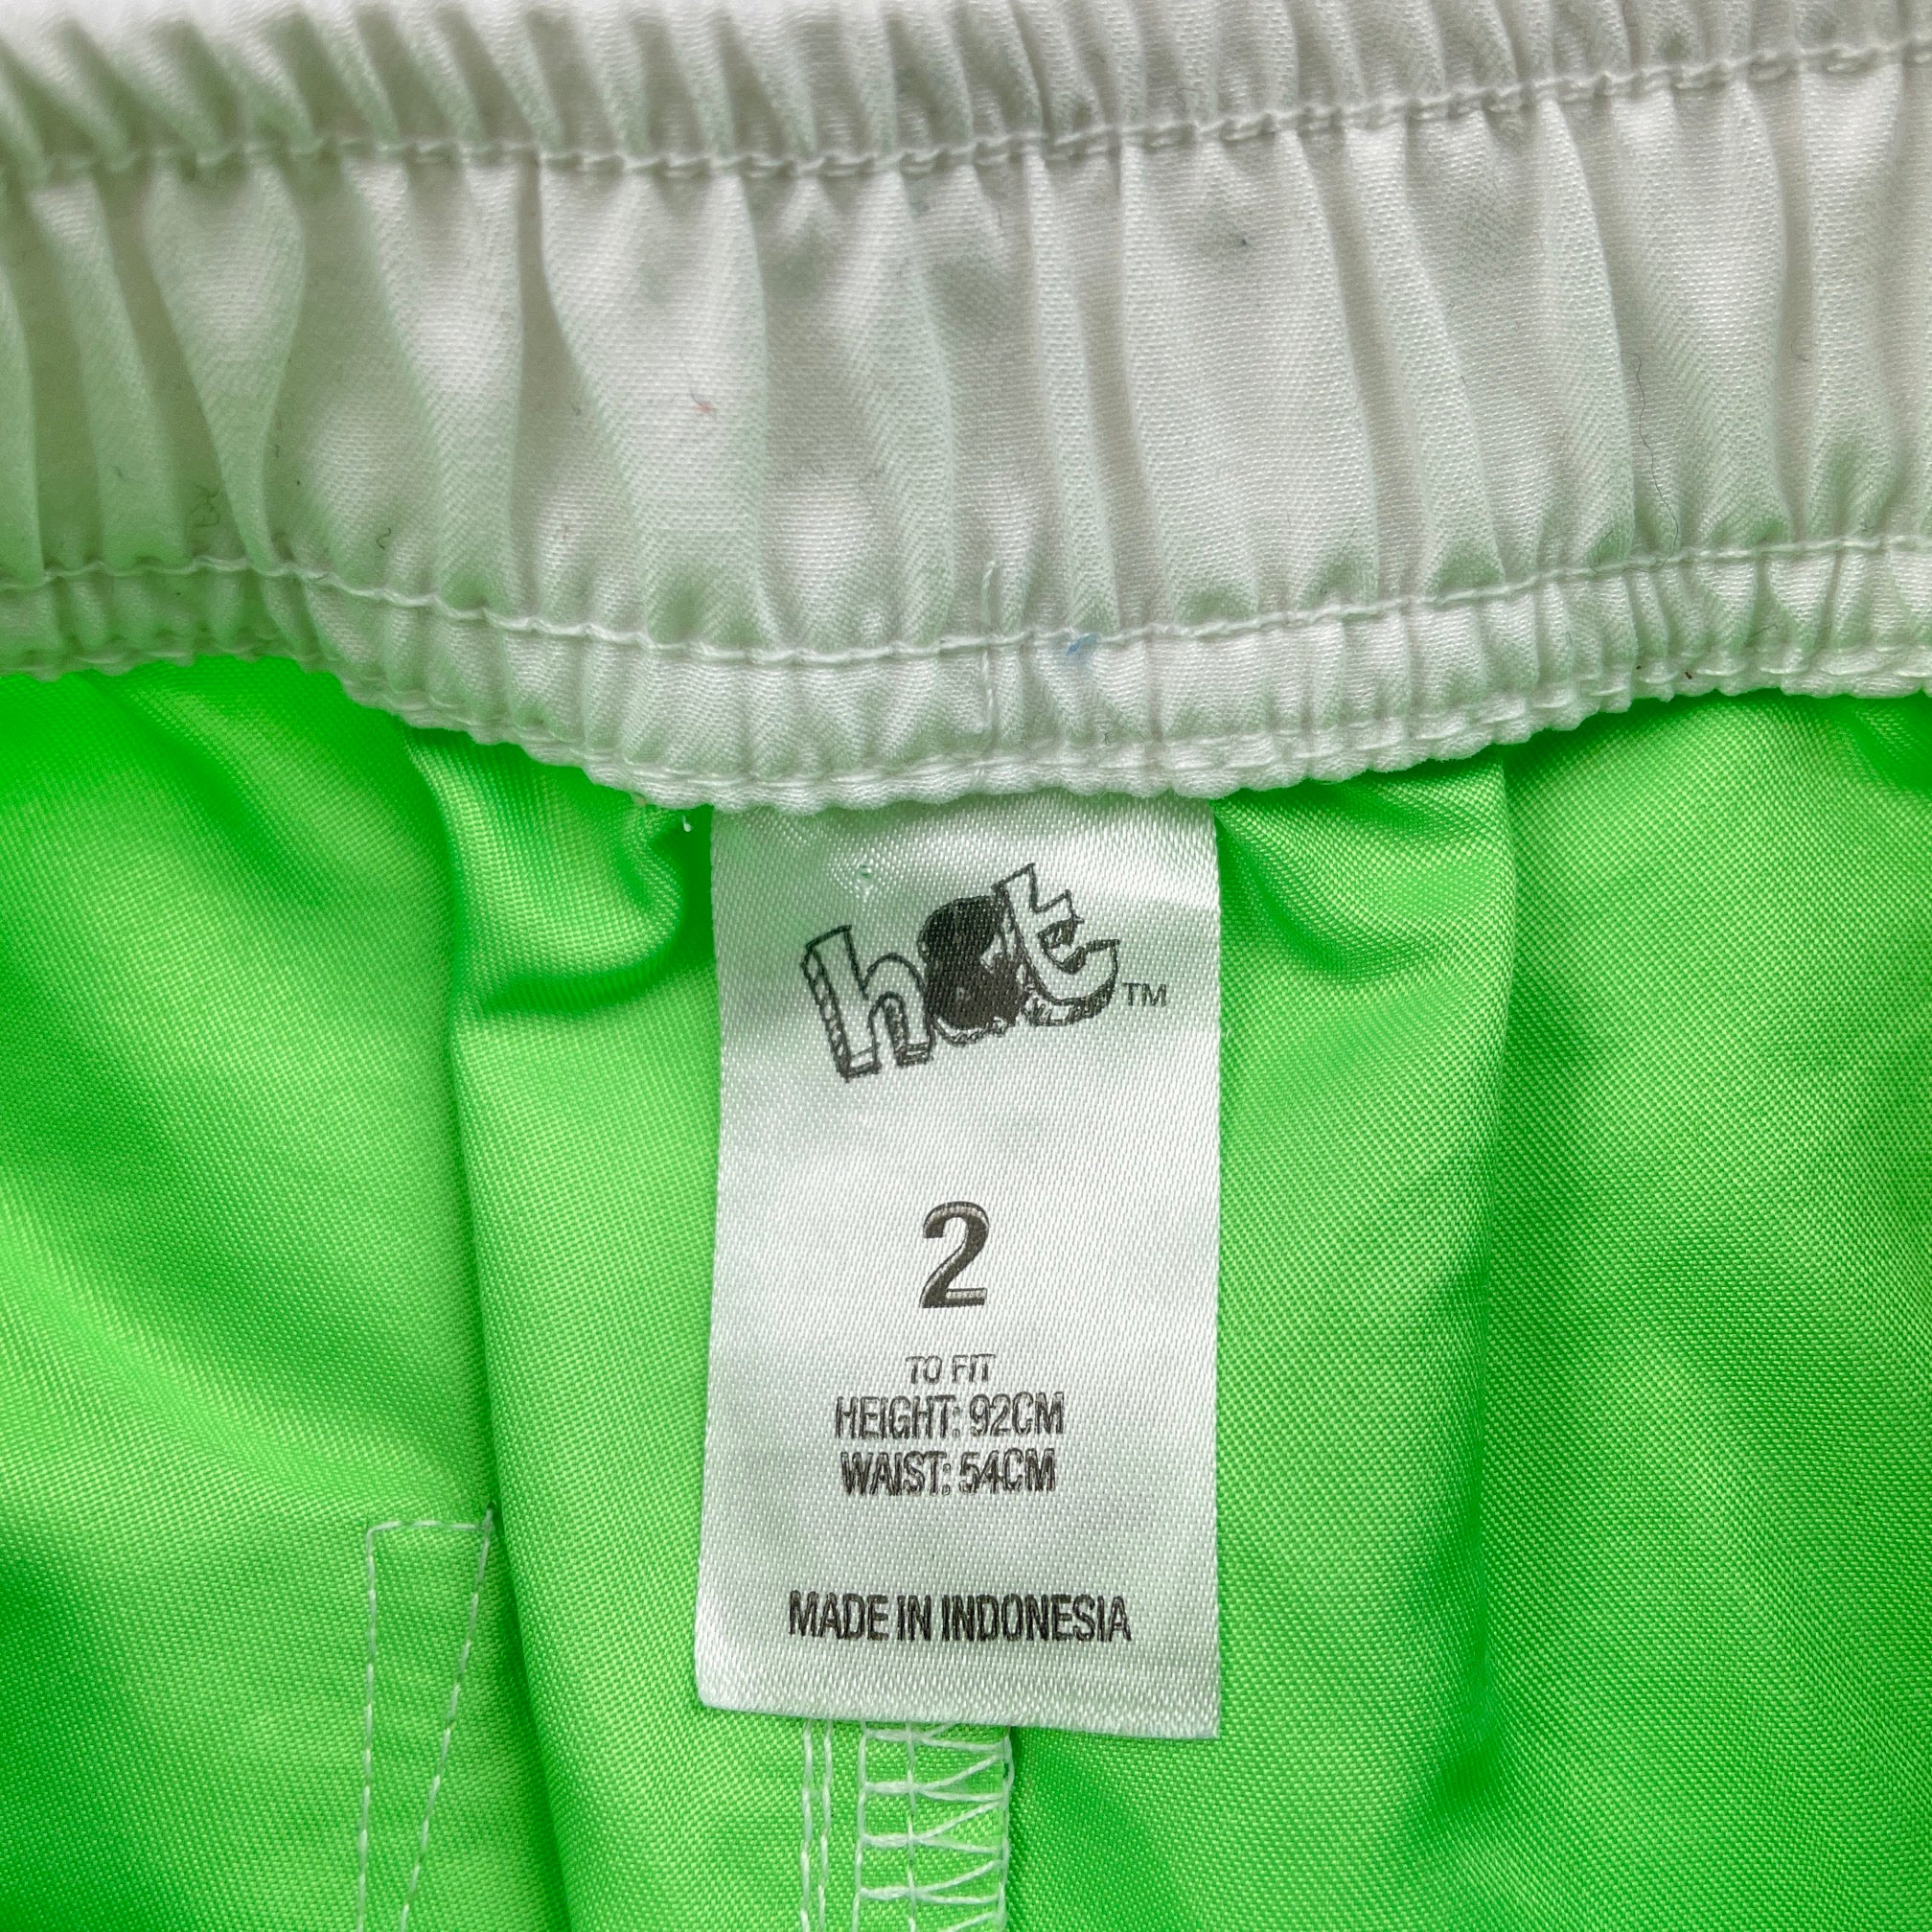 h&t™
2
TO FIT
HEIGHT: 92CM
WAIST: 54CM
MADE IN INDONESIA